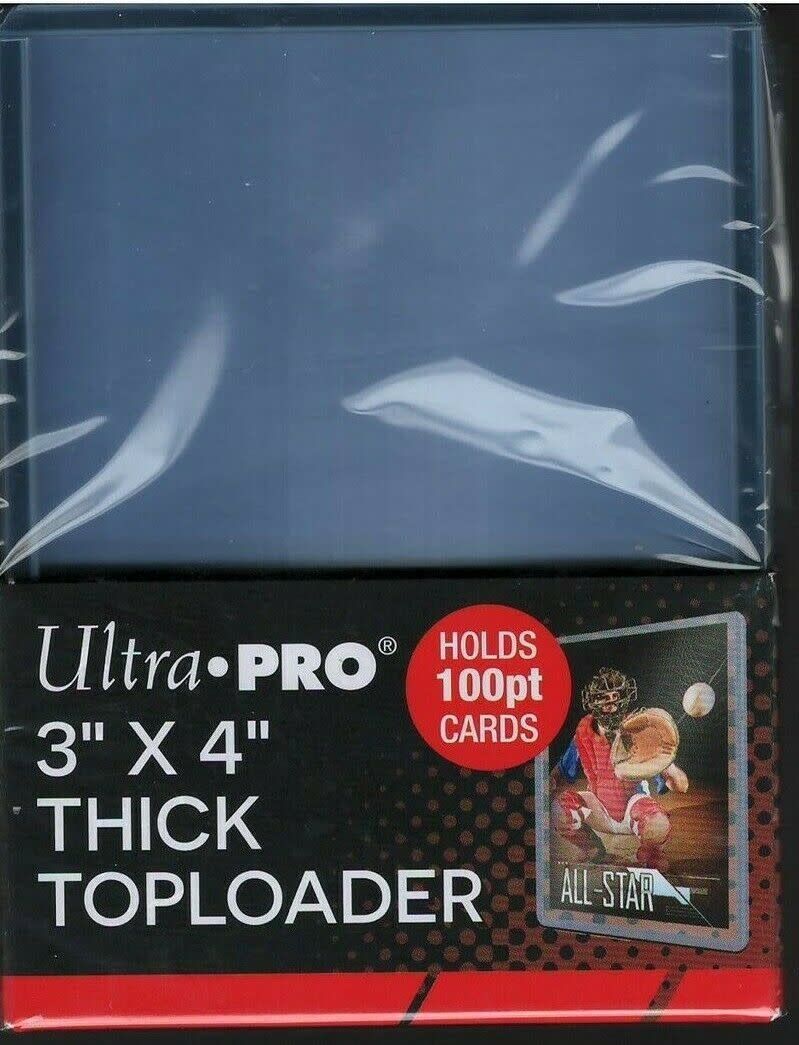 Ultra•PRO®
HOLDS
100pt
CARDS
3" X 4"
THICK
TOPLOADER
ALL-STAR